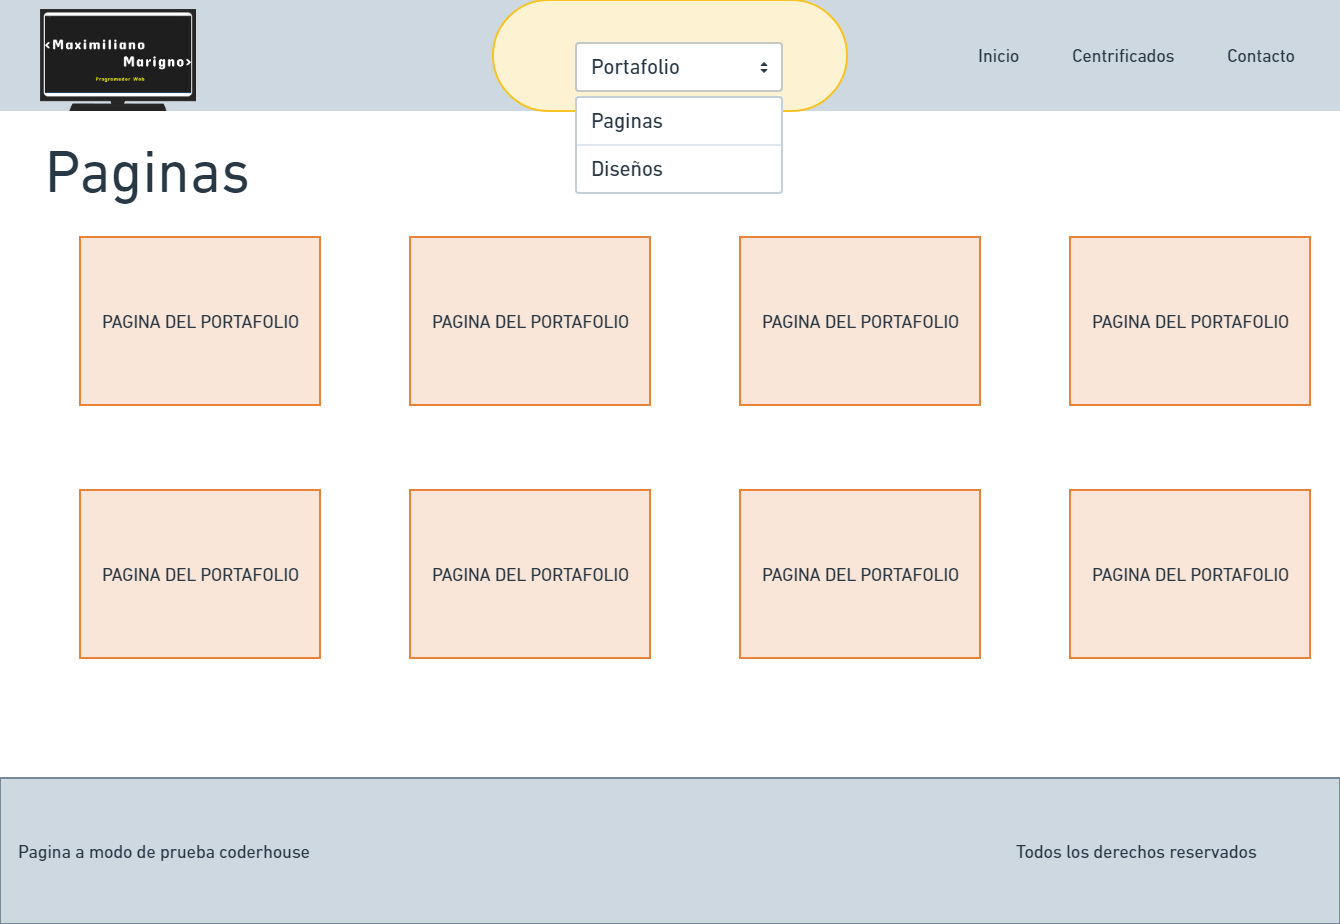 <Maximiliano
Marigno>
Programador Web
Portafolio
Inicio
Centrificados
Contacto
Paginas
Diseños
Paginas
PAGINA DEL PORTAFOLIO
PAGINA DEL PORTAFOLIO
PAGINA DEL PORTAFOLIO
PAGINA DEL PORTAFOLIO
PAGINA DEL PORTAFOLIO
PAGINA DEL PORTAFOLIO
PAGINA DEL PORTAFOLIO
PAGINA DEL PORTAFOLIO
Pagina a modo de prueba coderhouse
Todos los derechos reservados